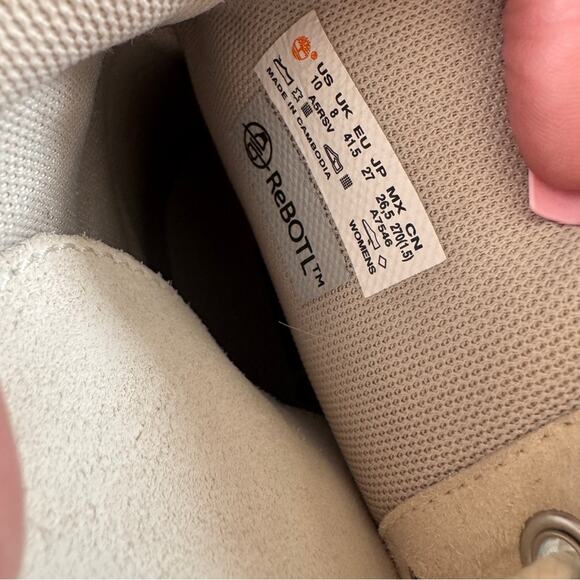 US UK EU JP MX CN
10 8 41.5 27 26.5 270(1.5)
A5RSV A7546
MADE IN CAMBODIA WOMENS
ReBOTL™